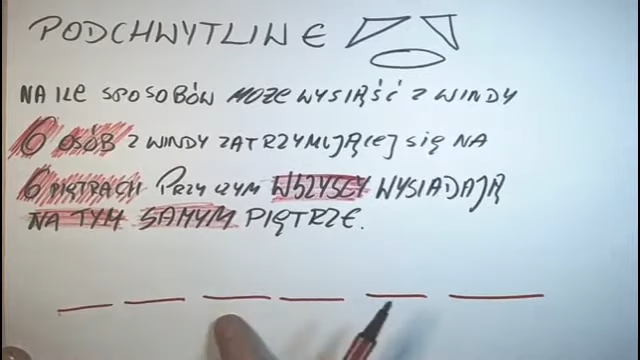 PODCHWYTLIWE
NA ILE SPOSOBÓW MOŻE WYSIĄŚĆ Z WINDY
6 OSÓB Z WINDY ZATRZYMUJĄCEJ SIĘ NA
6 PIĘTRACH PRZY CZYM WSZYSCY WYSIADAJĄ
NA TYM SAMYM PIĘTRZE.